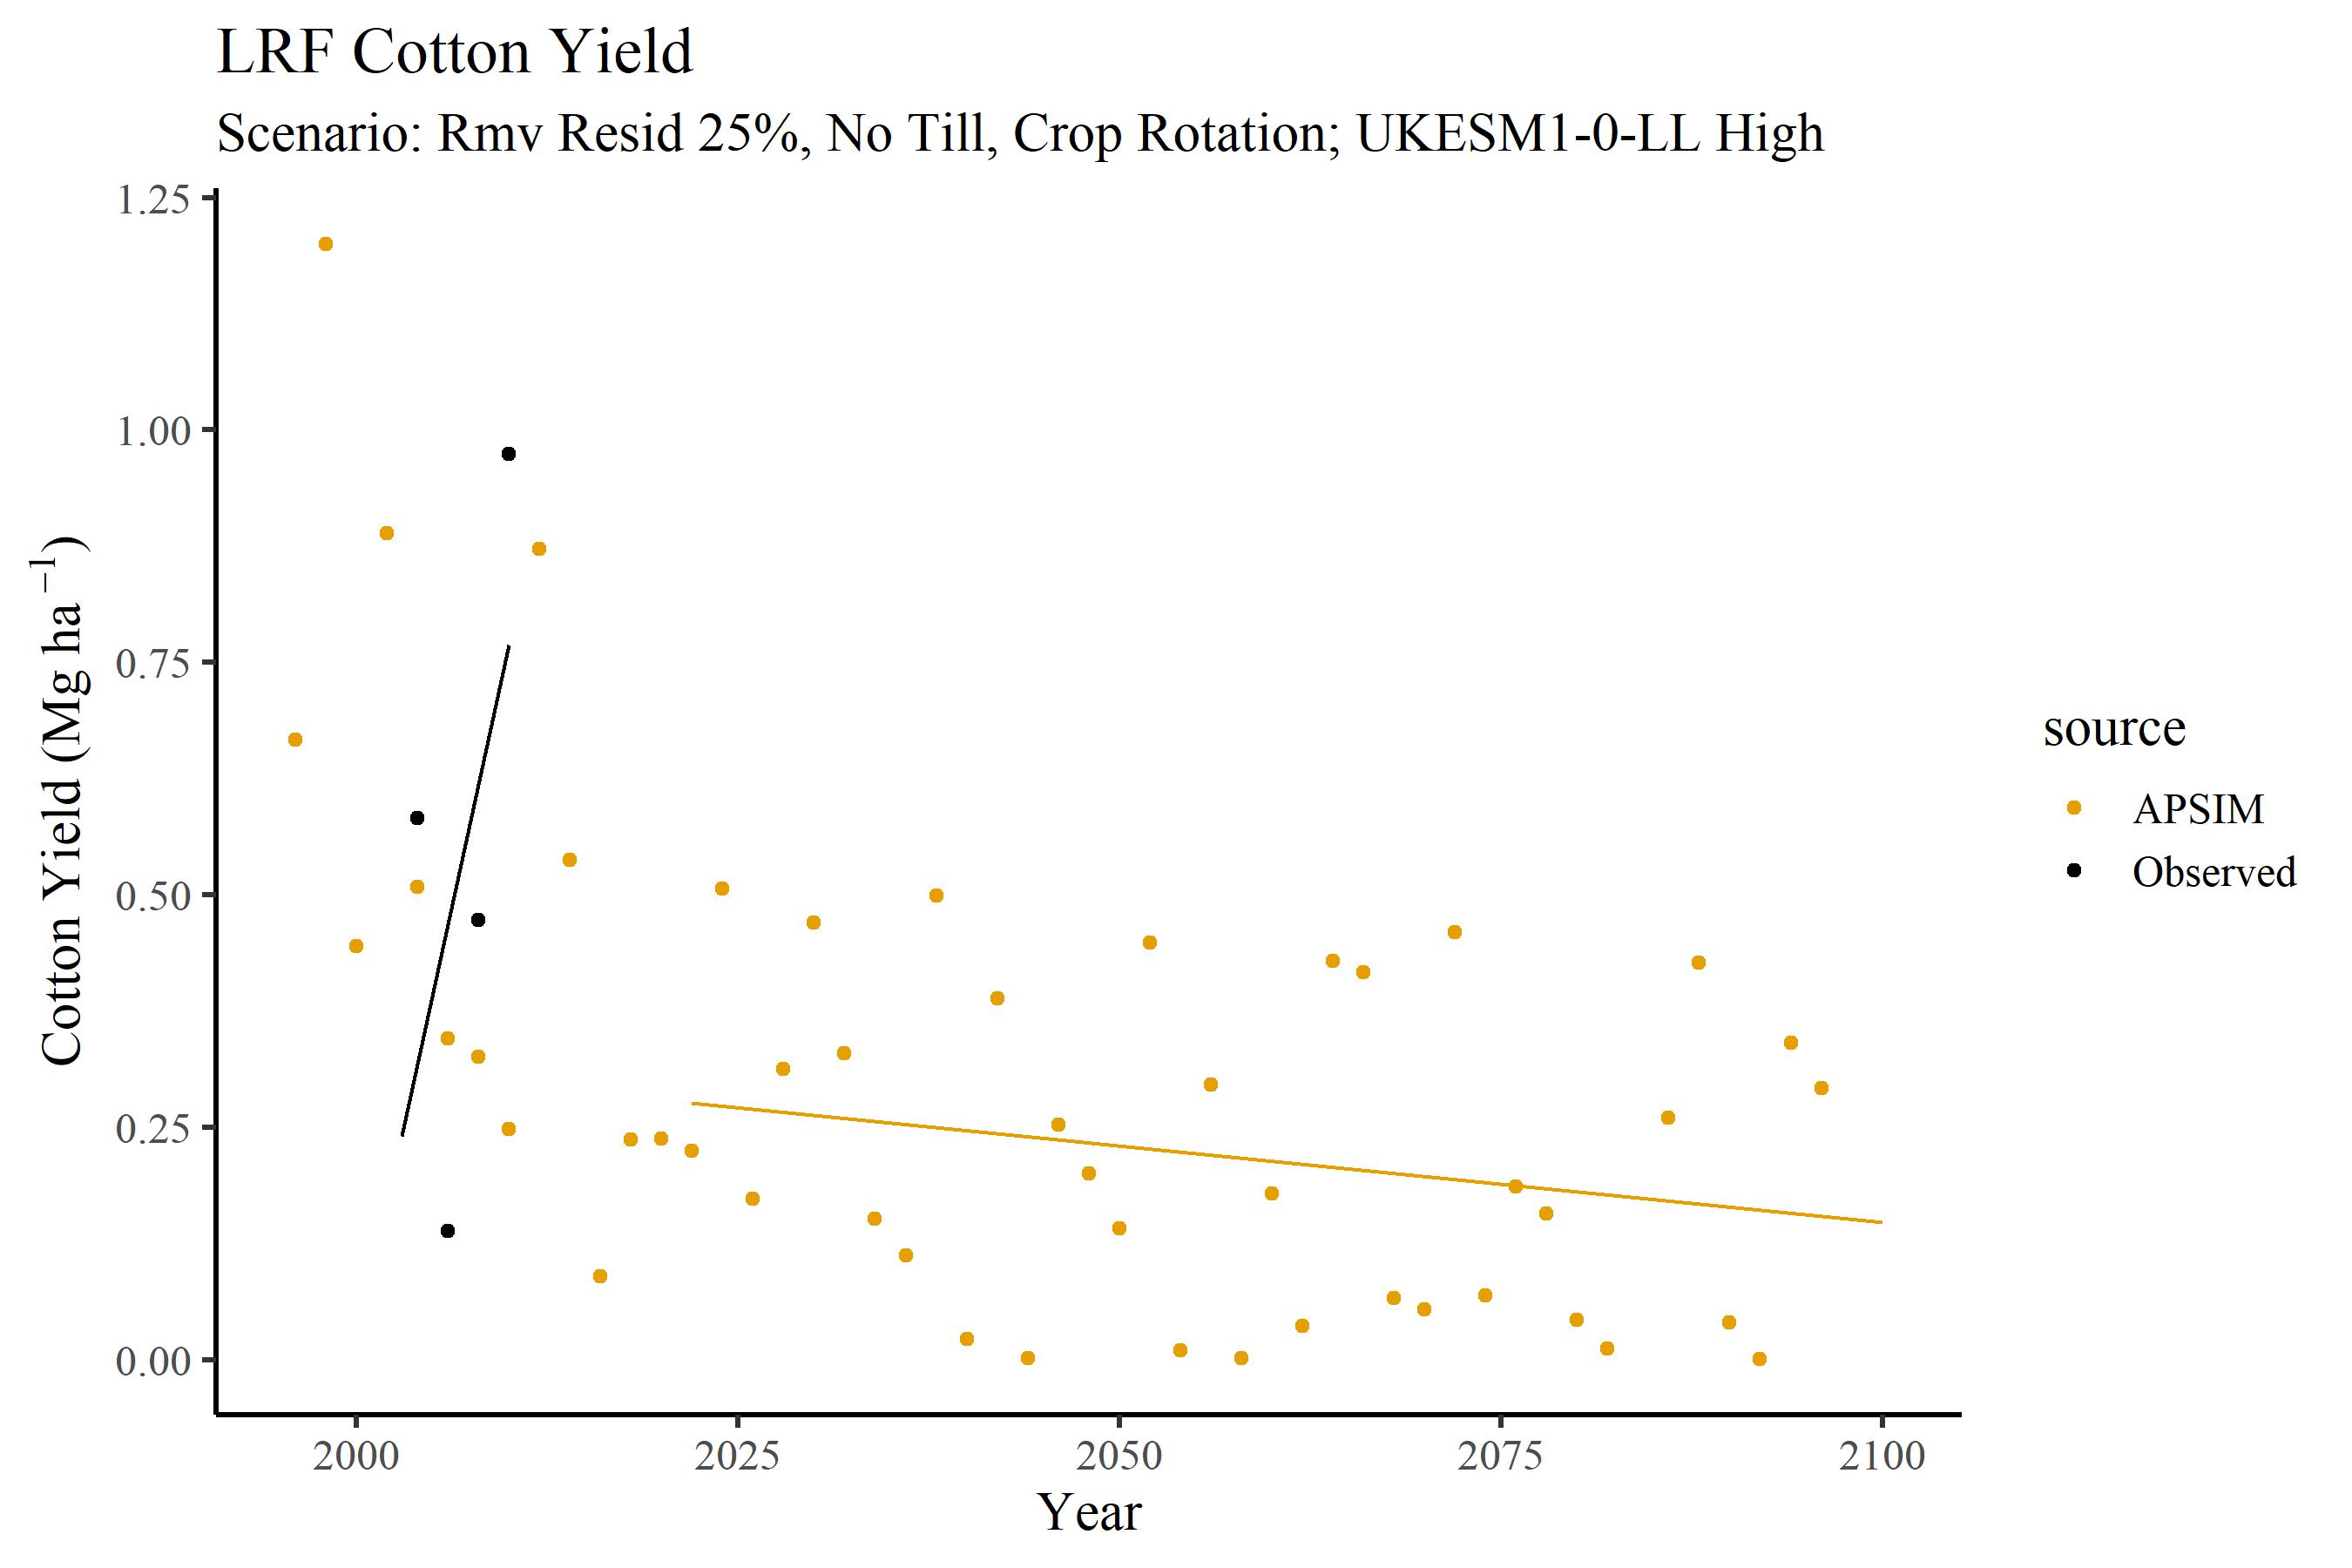 LRF Cotton Yield
Scenario: Rmv Resid 25%, No Till, Crop Rotation; UKESM1-0-LL High
Cotton Yield (Mg ha⁻¹)
1.25
1.00
0.75
0.50
0.25
0.00
2000 2025 2050 2075 2100
Year
source
APSIM
Observed